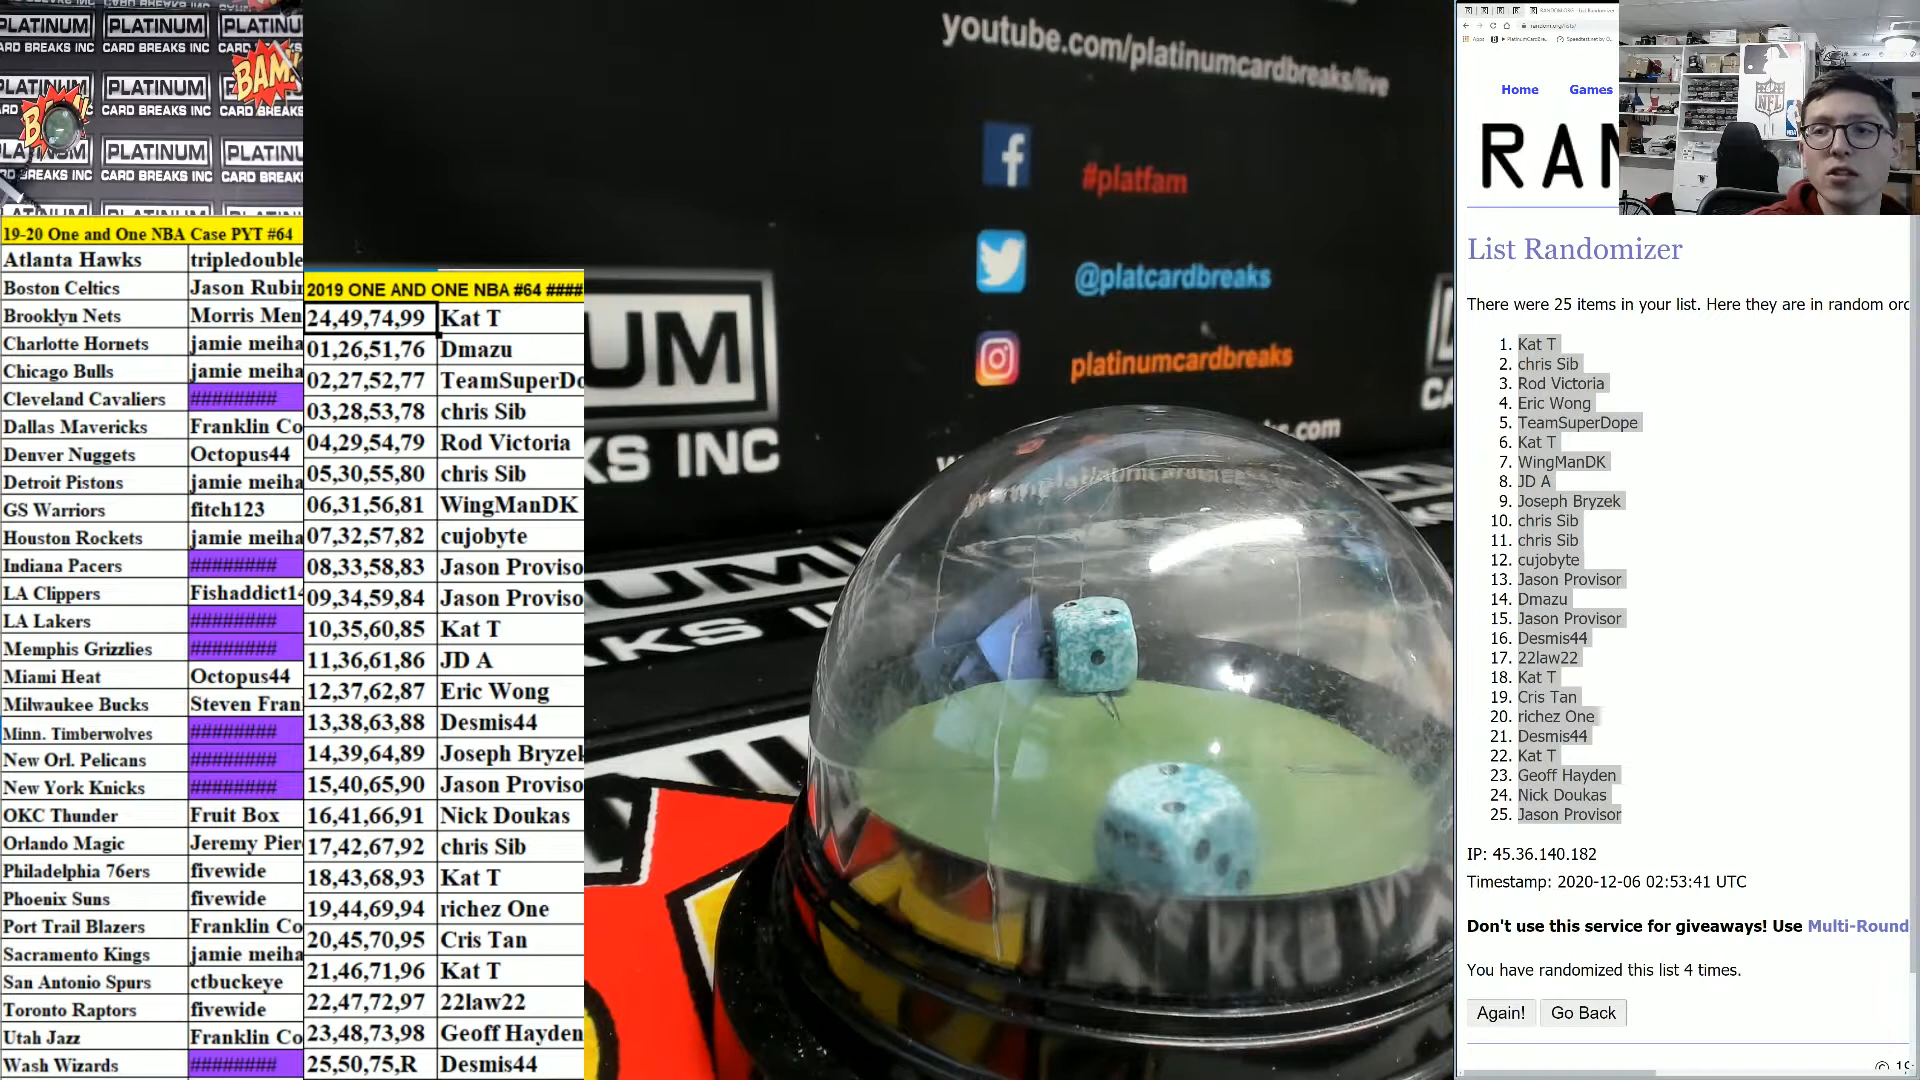 PLATINUM
CARD BREAKS INC
BAM!
youtube.com/platinumcardbreaks/live
#platfam
@platcardbreaks
platinumcardbreaks
19-20 One and One NBA Case PYT #64
Atlanta Hawks tripledouble
Boston Celtics Jason Rubin
Brooklyn Nets Morris Men
Charlotte Hornets jamie meiha
Chicago Bulls jamie meiha
Cleveland Cavaliers ########
Dallas Mavericks Franklin Co
Denver Nuggets Octopus44
Detroit Pistons jamie meiha
GS Warriors fitch123
Houston Rockets jamie meiha
Indiana Pacers ########
LA Clippers Fishaddict14
LA Lakers ########
Memphis Grizzlies ########
Miami Heat Octopus44
Milwaukee Bucks Steven Fran
Minn. Timberwolves ########
New Orl. Pelicans ########
New York Knicks ########
OKC Thunder Fruit Box
Orlando Magic Jeremy Pier
Philadelphia 76ers fivewide
Phoenix Suns fivewide
Port Trail Blazers Franklin Co
Sacramento Kings jamie meiha
San Antonio Spurs ctbuckeye
Toronto Raptors fivewide
Utah Jazz Franklin Co
Wash Wizards ########
2019 ONE AND ONE NBA #64 ####
24,49,74,99 Kat T
01,26,51,76 Dmazu
02,27,52,77 TeamSuperDo
03,28,53,78 chris Sib
04,29,54,79 Rod Victoria
05,30,55,80 chris Sib
06,31,56,81 WingManDK
07,32,57,82 cujobyte
08,33,58,83 Jason Proviso
09,34,59,84 Jason Proviso
10,35,60,85 Kat T
11,36,61,86 JD A
12,37,62,87 Eric Wong
13,38,63,88 Desmis44
14,39,64,89 Joseph Bryzek
15,40,65,90 Jason Proviso
16,41,66,91 Nick Doukas
17,42,67,92 chris Sib
18,43,68,93 Kat T
19,44,69,94 richez One
20,45,70,95 Cris Tan
21,46,71,96 Kat T
22,47,72,97 22law22
23,48,73,98 Geoff Hayden
25,50,75,R Desmis44
Home Games
RAN
List Randomizer
There were 25 items in your list. Here they are in random orc
1. Kat T
2. chris Sib
3. Rod Victoria
4. Eric Wong
5. TeamSuperDope
6. Kat T
7. WingManDK
8. JD A
9. Joseph Bryzek
10. chris Sib
11. chris Sib
12. cujobyte
13. Jason Provisor
14. Dmazu
15. Jason Provisor
16. Desmis44
17. 22law22
18. Kat T
19. Cris Tan
20. richez One
21. Desmis44
22. Kat T
23. Geoff Hayden
24. Nick Doukas
25. Jason Provisor
IP: 45.36.140.182
Timestamp: 2020-12-06 02:53:41 UTC
Don't use this service for giveaways! Use Multi-Round
You have randomized this list 4 times.
Again! Go Back